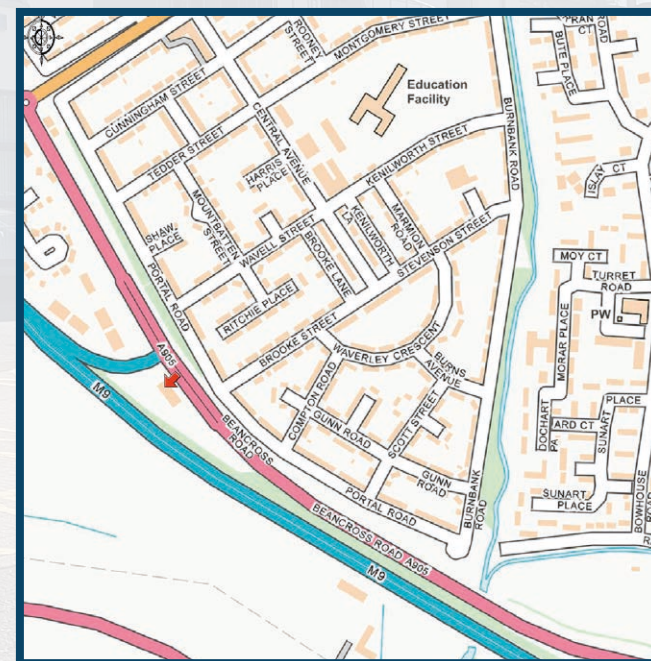 RAN CT
ROAD
BUTE PLACE
RODNEY
STREET
MONTGOMERY STREET
CUNNINGHAM STREET
Education
Facility
BURNBANK ROAD
CENTRAL AVENUE
TEDDER STREET
KENILWORTH STREET
HARRIS
PLACE
ISLAY CT
MOUNTBATTEN
STREET
KENILWORTH
LA
MARMION
ROAD
SHAW
PLACE
WAVELL STREET
BROOKE LANE
STEVENSON STREET
MOY CT
PORTAL ROAD
TURRET
ROAD
RITCHIE PLACE
PW
BROOKE STREET
WAVERLEY CRESCENT
MORAR PLACE
A905
BURNS
AVENUE
M9
COMPTON ROAD
PLACE
GUNN ROAD
SCOTT STREET
DOCHART
PA
ARD CT
SUNART
BEANCROSS
ROAD
GUNN
ROAD
SUNART
PLACE
PORTAL ROAD
BURNBANK
ROAD
BOWHOUSE
ROAD
BEANCROSS ROAD A905
M9